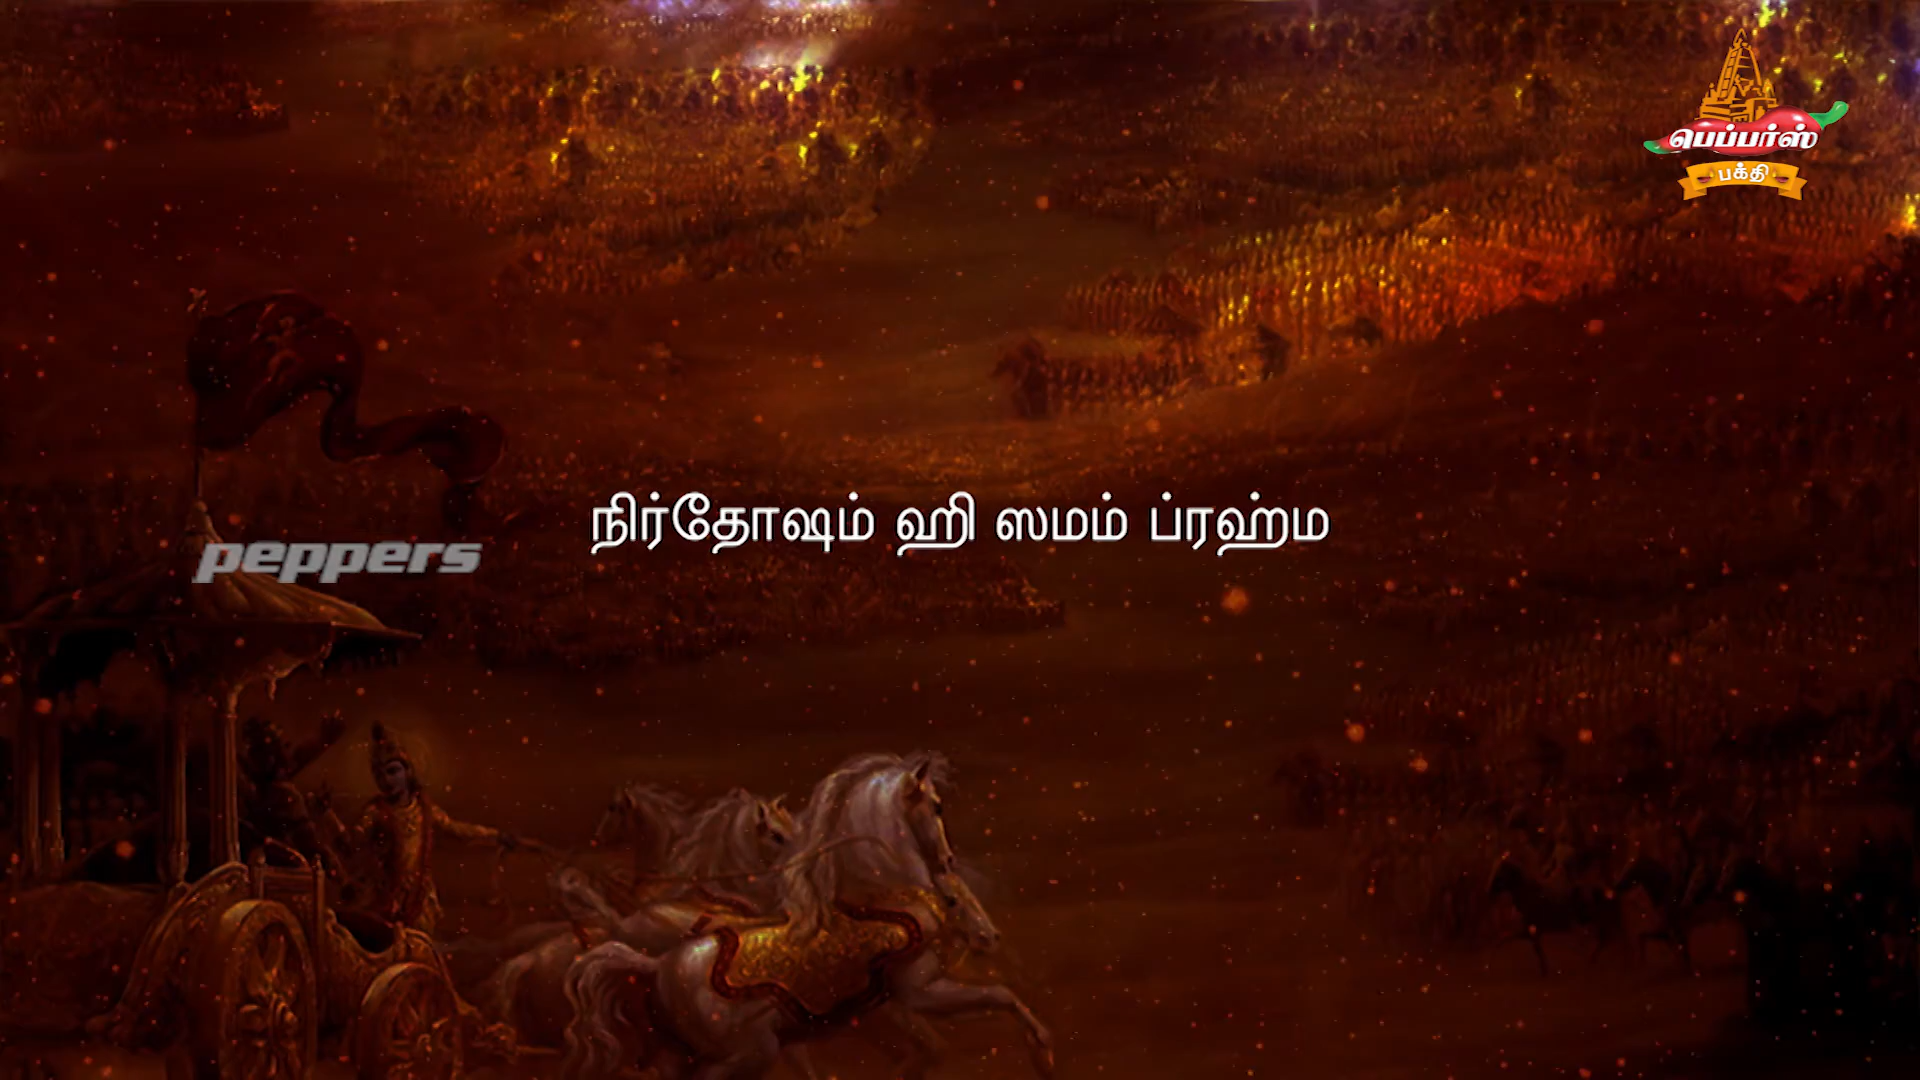 பெப்பர்ஸ்
பக்தி
நிர்தோஷம் ஹி ஸமம் ப்ரஹ்ம
peppers